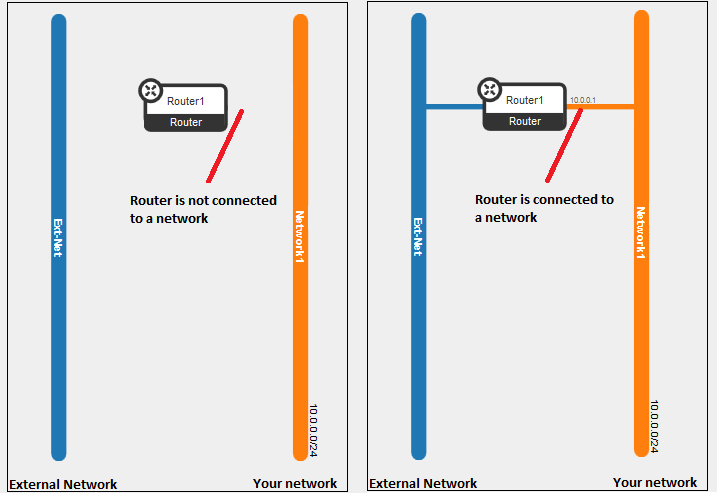 Router1
Router
Router is not connected
to a network
Ext-Net
Network1
10.0.0.0/24
External Network
Your network
Router1
10.0.0.1
Router
Router is connected to
a network
Ext-Net
Network1
10.0.0.0/24
External Network
Your network